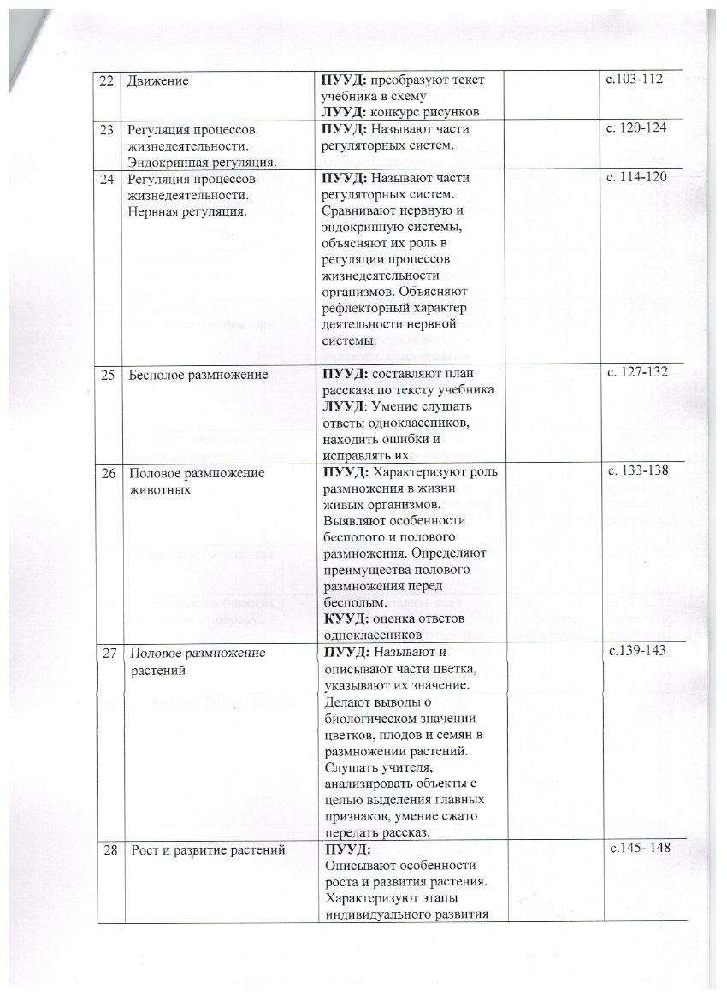 22 Движение ПУУД: преобразуют текст с.103-112
учебника в схему
ЛУУД: конкурс рисунков
23 Регуляция процессов ПУУД: Называют части с. 120-124
жизнедеятельности. регуляторных систем.
Эндокринная регуляция.
24 Регуляция процессов ПУУД: Называют части с. 114-120
жизнедеятельности. регуляторных систем.
Нервная регуляция. Сравнивают нервную и
эндокринную системы,
объясняют их роль в
регуляции процессов
жизнедеятельности
организмов. Объясняют
рефлекторный характер
деятельности нервной
системы.
25 Бесполое размножение ПУУД: составляют план с. 127-132
рассказа по тексту учебника
ЛУУД: Умение слушать
ответы одноклассников,
находить ошибки и
исправлять их.
26 Половое размножение ПУУД: Характеризуют роль с. 133-138
животных размножения в жизни
живых организмов.
Выявляют особенности
бесполого и полового
размножения. Определяют
преимущества полового
размножения перед
бесполым.
КУУД: оценка ответов
одноклассников
27 Половое размножение ПУУД: Называют и с.139-143
растений описывают части цветка,
указывают их значение.
Делают выводы о
биологическом значении
цветков, плодов и семян в
размножении растений.
Слушать учителя,
анализировать объекты с
целью выделения главных
признаков, умение сжато
передать рассказ.
28 Рост и развитие растений ПУУД: с.145- 148
Описывают особенности
роста и развития растения.
Характеризуют этапы
индивидуального развития